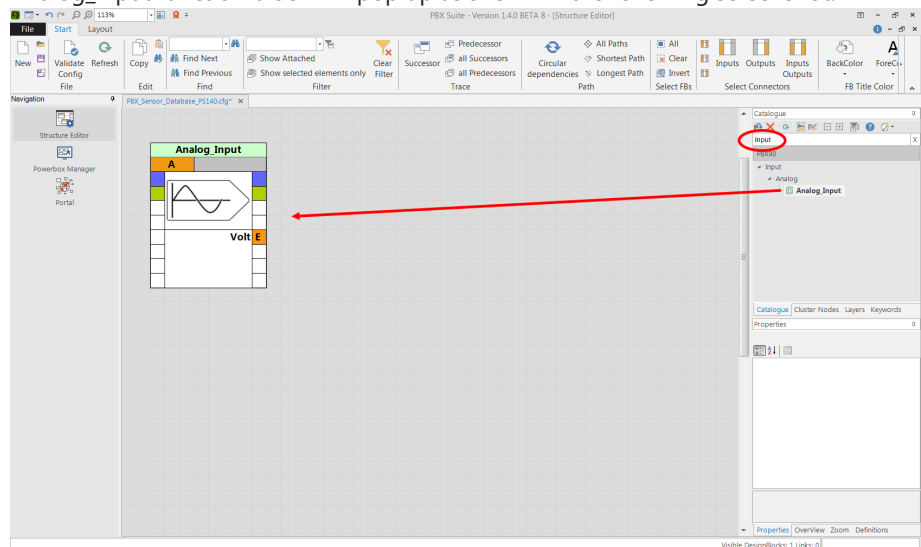 113%
PBX Suite - Version 1.4.0 BETA 8 - [Structure Editor]
File Start Layout
New Validate Config Refresh
File
Copy
Edit
Find Next
Find Previous
Find
Show Attached
Show selected elements only
Clear Filter
Filter
Successor
Predecessor
all Successors
all Predecessors
Trace
Circular dependencies
All Paths
Shortest Path
Longest Path
Path
All
Clear
Invert
Select FBs
Inputs Outputs Inputs Outputs
Select Connectors
BackColor ForeCo
FB Title Color
Navigation
Structure Editor
Powerbox Manager
Portal
PBX_Sensor_Database_PS140.cfg* x
Analog_Input
A
Volt E
Catalogue
Input X
PBX90
Input
Analog
Analog_Input
Catalogue Cluster Nodes Layers Keywords
Properties
Properties OverView Zoom Definitions
Visible DesignBlocks: 1 Links: 0